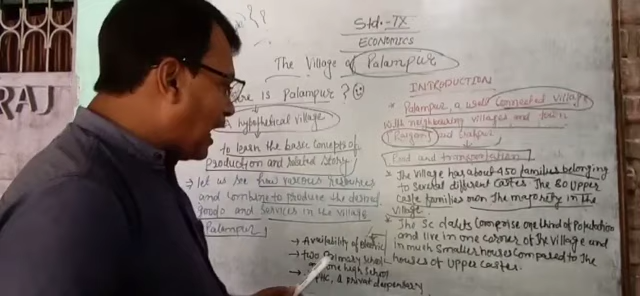 RAJ
Std.-IX
ECONOMICS
The Village of Palampur
is Palampur?
A hypothetical village
to learn the basic concepts of
production and related story
let us see how various resources
and combine to produce the desired
goods and services in the village
Palampur
INTRODUCTION
* Palampur, a well connected village
with neighbouring villages and town
Raiganj and Shahpur
Road and transportation
* The village has about 450 families belonging
to several different castes. The 80 Upper
caste families own the majority in the
village.
* The SC dalits comprise one third of Population
and live in one corner of the village and
in much smaller houses compared to the
houses of Upper castes.
→ Availability of electric
→ two Primary school
one high school
→ PHC, 1 private dispensary